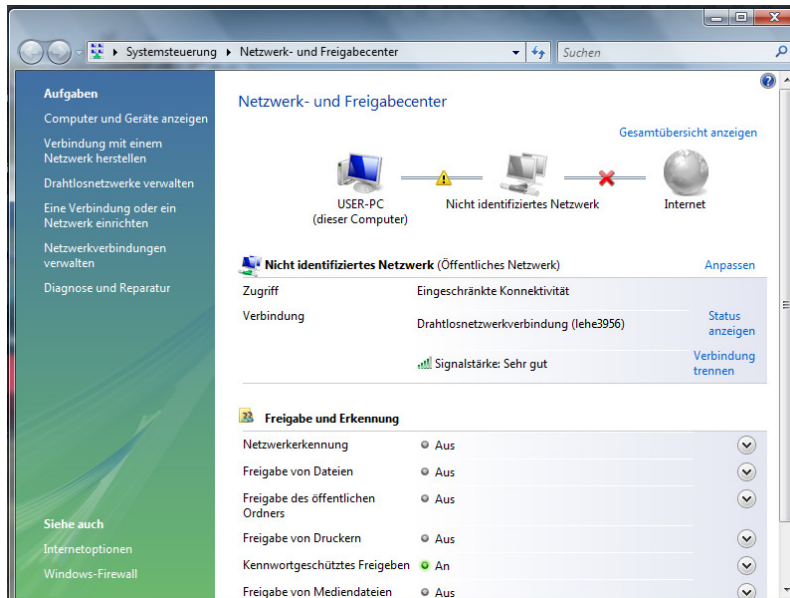 Systemsteuerung Netzwerk- und Freigabecenter
Suchen
Aufgaben
Computer und Geräte anzeigen
Verbindung mit einem
Netzwerk herstellen
Drahtlosnetzwerke verwalten
Eine Verbindung oder ein
Netzwerk einrichten
Netzwerkverbindungen
verwalten
Diagnose und Reparatur
Siehe auch
Internetoptionen
Windows-Firewall
Netzwerk- und Freigabecenter
Gesamtübersicht anzeigen
USER-PC
(dieser Computer)
Nicht identifiziertes Netzwerk
Internet
Nicht identifiziertes Netzwerk (Öffentliches Netzwerk) Anpassen
Zugriff Eingeschränkte Konnektivität
Verbindung Drahtlosnetzwerkverbindung (lehe3956) Status
anzeigen
Signalstärke: Sehr gut Verbindung
trennen
Freigabe und Erkennung
Netzwerkerkennung Aus
Freigabe von Dateien Aus
Freigabe des öffentlichen Aus
Ordners
Freigabe von Druckern Aus
Kennwortgeschütztes Freigeben An
Freigabe von Mediendateien Aus